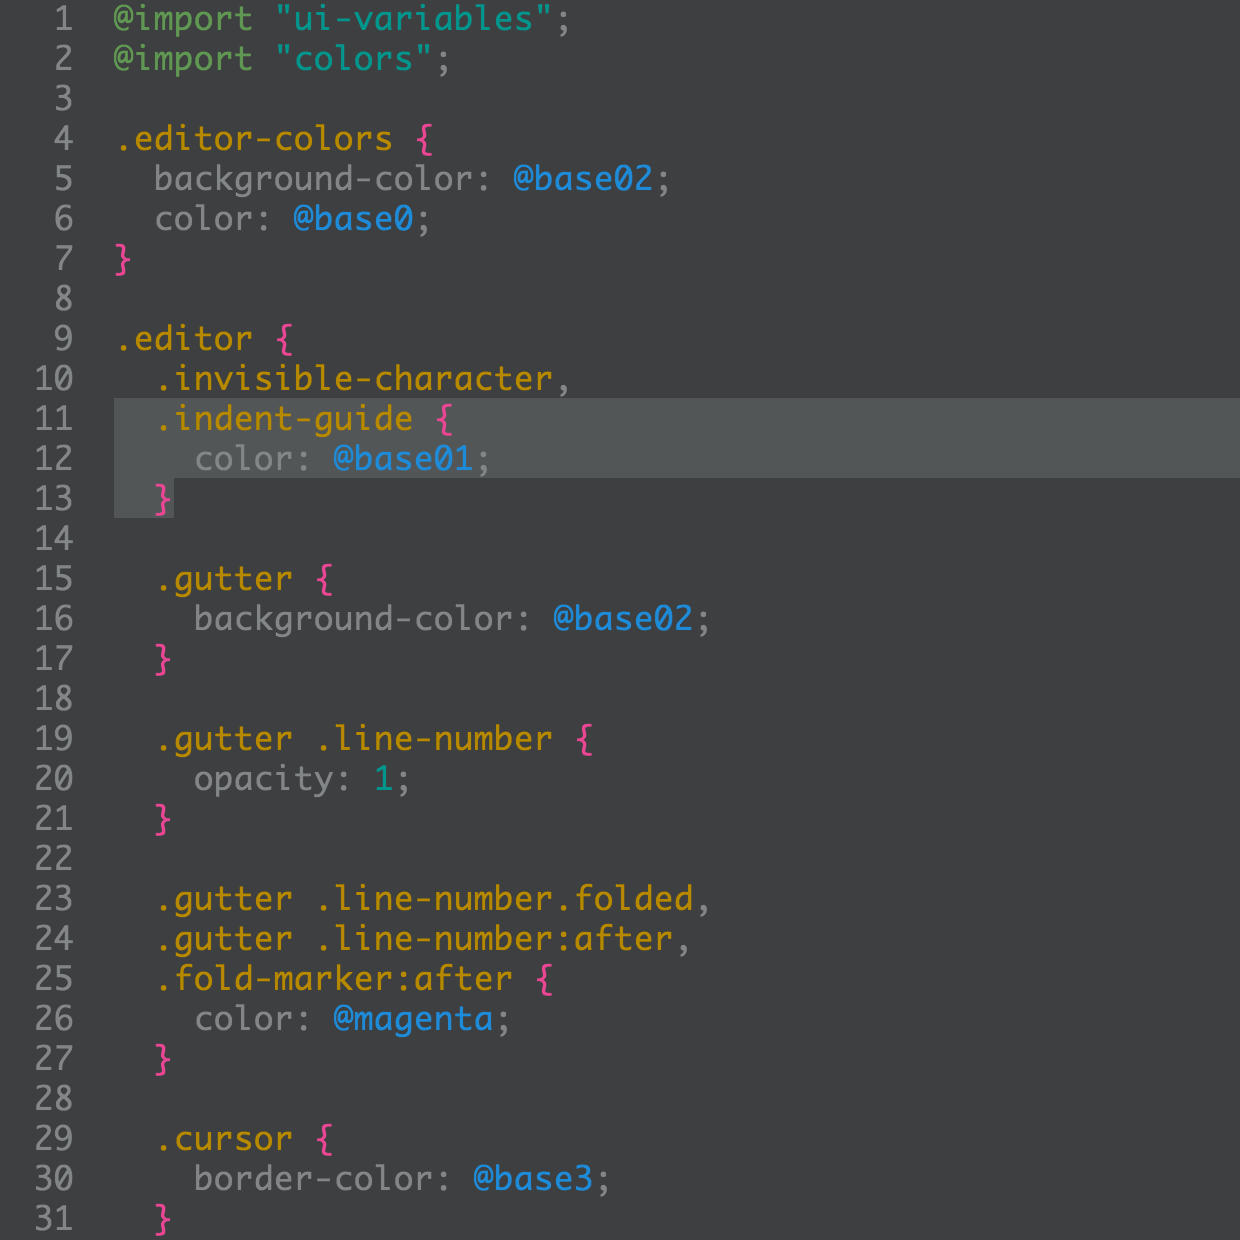 1 @import "ui-variables";
2 @import "colors";
3
4 .editor-colors {
5   background-color: @base02;
6   color: @base0;
7 }
8
9 .editor {
10   .invisible-character,
11   .indent-guide {
12     color: @base01;
13   }
14
15   .gutter {
16     background-color: @base02;
17   }
18
19   .gutter .line-number {
20     opacity: 1;
21   }
22
23   .gutter .line-number.folded,
24   .gutter .line-number:after,
25   .fold-marker:after {
26     color: @magenta;
27   }
28
29   .cursor {
30     border-color: @base3;
31   }